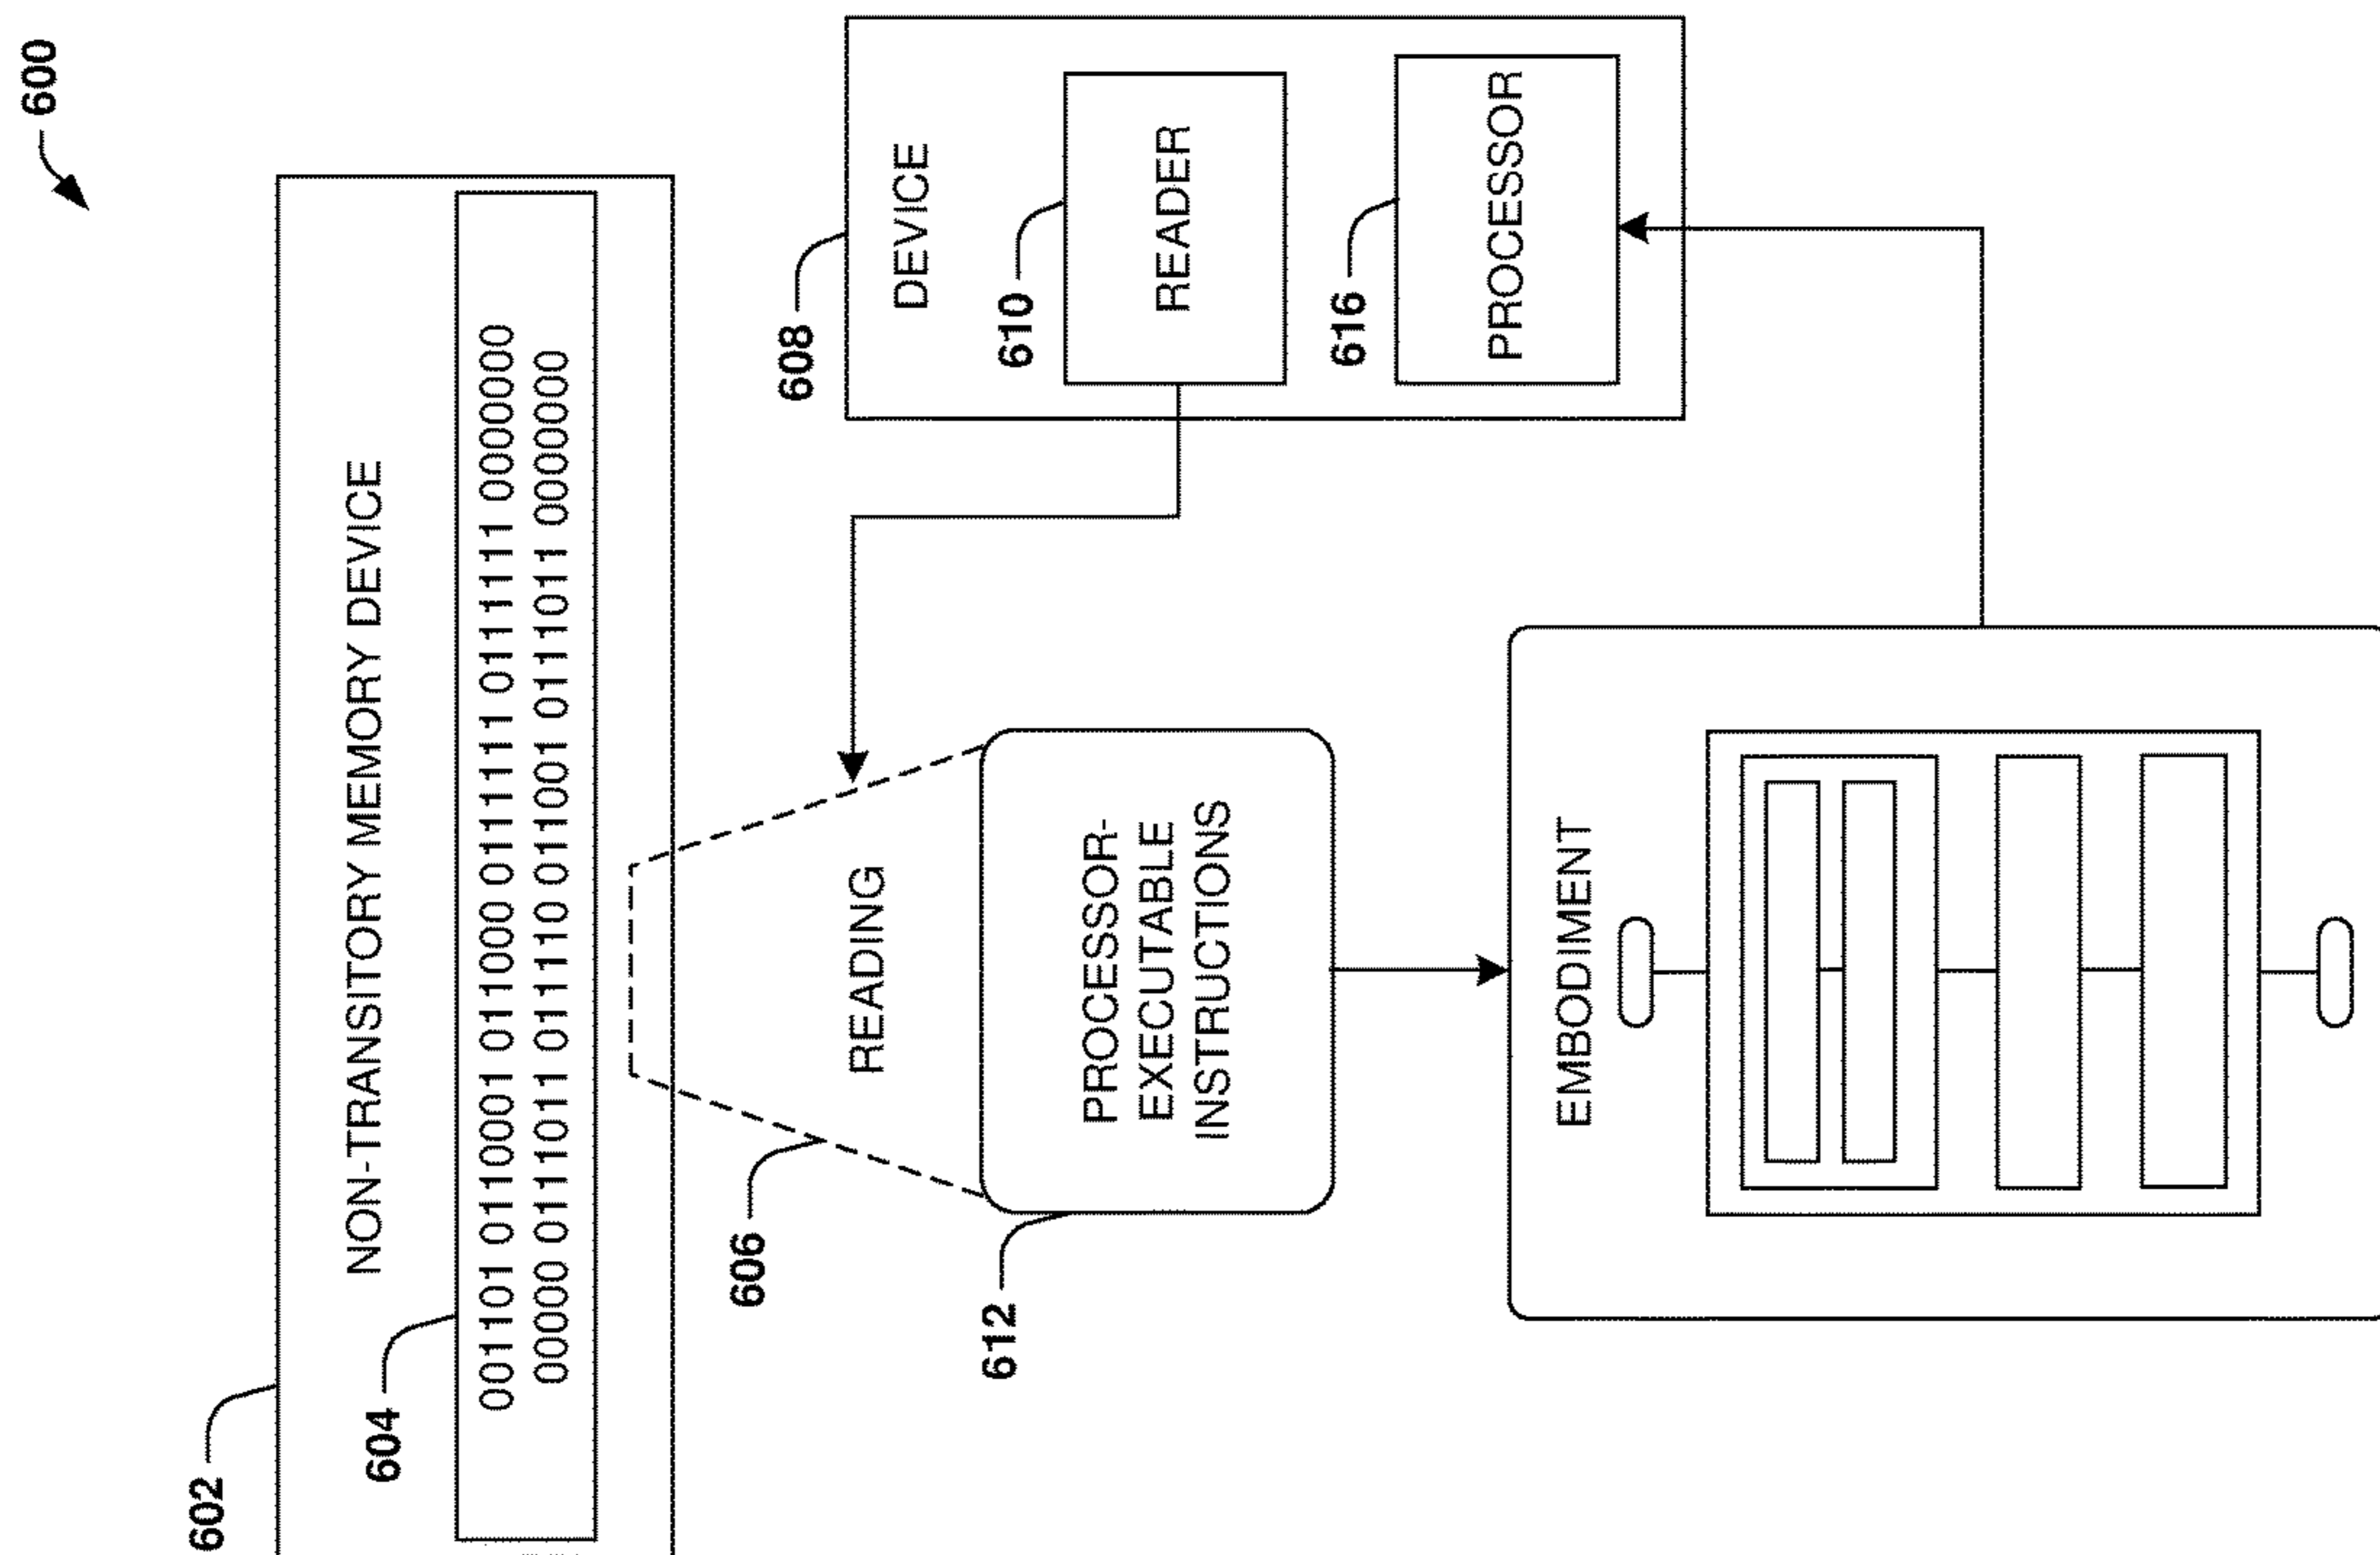 600
NON-TRANSITORY MEMORY DEVICE
602
604
001101 0110001 011000 0111111 0111111 0000000
00000 0111011 011110 011001 0111011 0000000
606
READING
608
DEVICE
610
READER
616
PROCESSOR
612
PROCESSOR-
EXECUTABLE
INSTRUCTIONS
EMBODIMENT